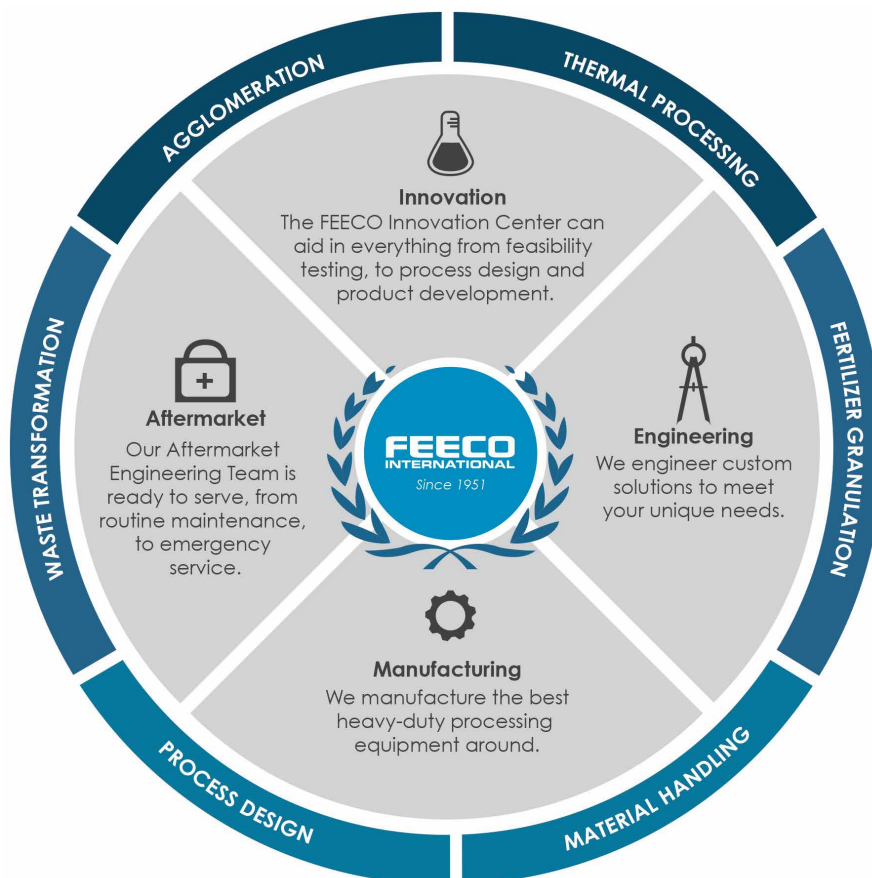 AGGLOMERATION
THERMAL PROCESSING
FERTILIZER GRANULATION
MATERIAL HANDLING
PROCESS DESIGN
WASTE TRANSFORMATION
Innovation
The FEECO Innovation Center can
aid in everything from feasibility
testing, to process design and
product development.
Engineering
We engineer custom
solutions to meet
your unique needs.
Manufacturing
We manufacture the best
heavy-duty processing
equipment around.
Aftermarket
Our Aftermarket
Engineering Team is
ready to serve, from
routine maintenance,
to emergency
service.
FEECO
INTERNATIONAL
Since 1951